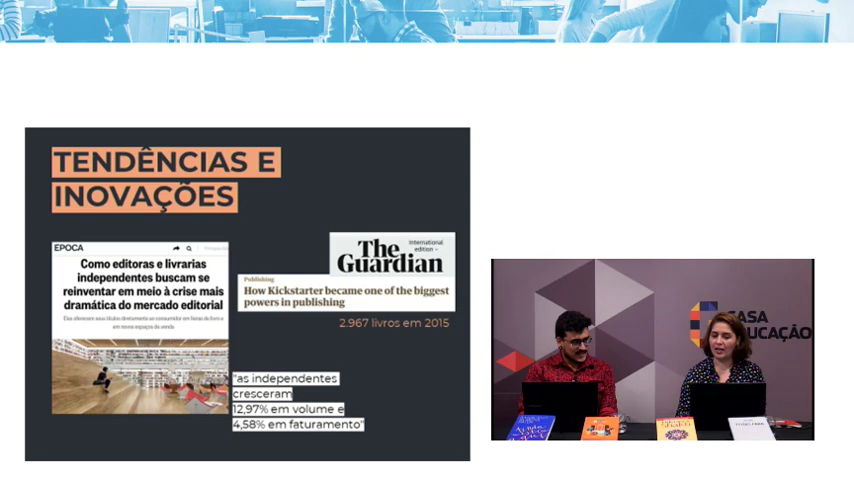 TENDÊNCIAS E
INOVAÇÕES
EPOCA
Como editoras e livrarias
independentes buscam se
reinventar em meio à crise mais
dramática do mercado editorial
The
Guardian
International
edition
Publishing
How Kickstarter became one of the biggest
powers in publishing
2.967 livros em 2015
"as independentes
cresceram
12,97% em volume e
4,58% em faturamento"
CASA
EDUCAÇÃO